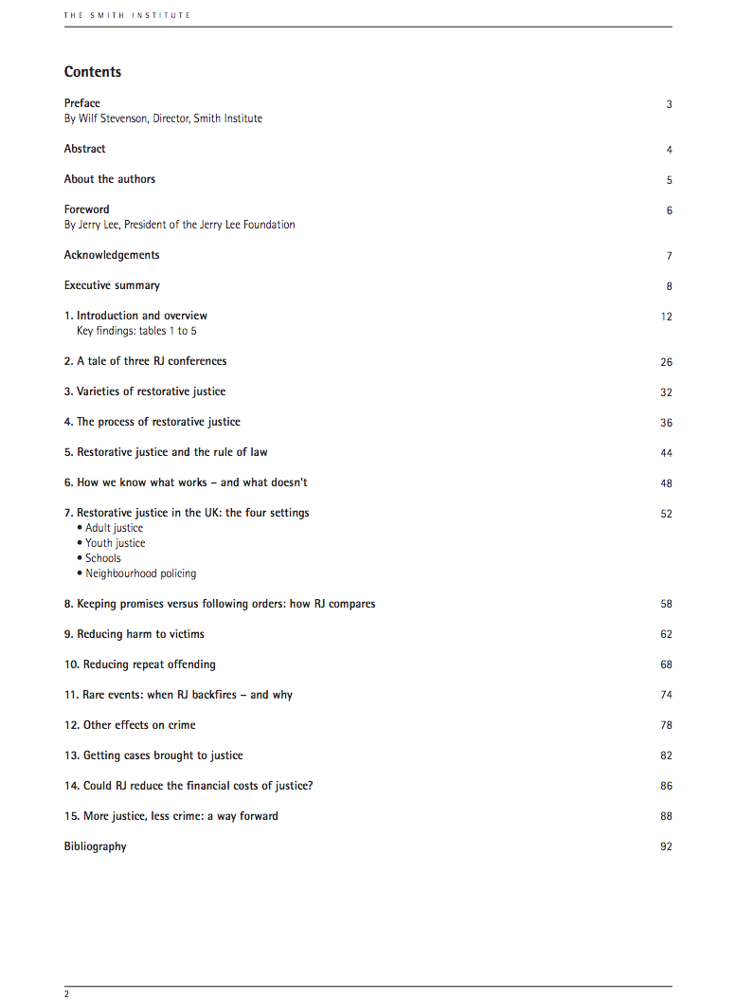 THE SMITH INSTITUTE
Contents
Preface 3
By Wilf Stevenson, Director, Smith Institute
Abstract 4
About the authors 5
Foreword 6
By Jerry Lee, President of the Jerry Lee Foundation
Acknowledgements 7
Executive summary 8
1. Introduction and overview 12
Key findings: tables 1 to 5
2. A tale of three RJ conferences 26
3. Varieties of restorative justice 32
4. The process of restorative justice 36
5. Restorative justice and the rule of law 44
6. How we know what works – and what doesn't 48
7. Restorative justice in the UK: the four settings 52
• Adult justice
• Youth justice
• Schools
• Neighbourhood policing
8. Keeping promises versus following orders: how RJ compares 58
9. Reducing harm to victims 62
10. Reducing repeat offending 68
11. Rare events: when RJ backfires – and why 74
12. Other effects on crime 78
13. Getting cases brought to justice 82
14. Could RJ reduce the financial costs of justice? 86
15. More justice, less crime: a way forward 88
Bibliography 92
2